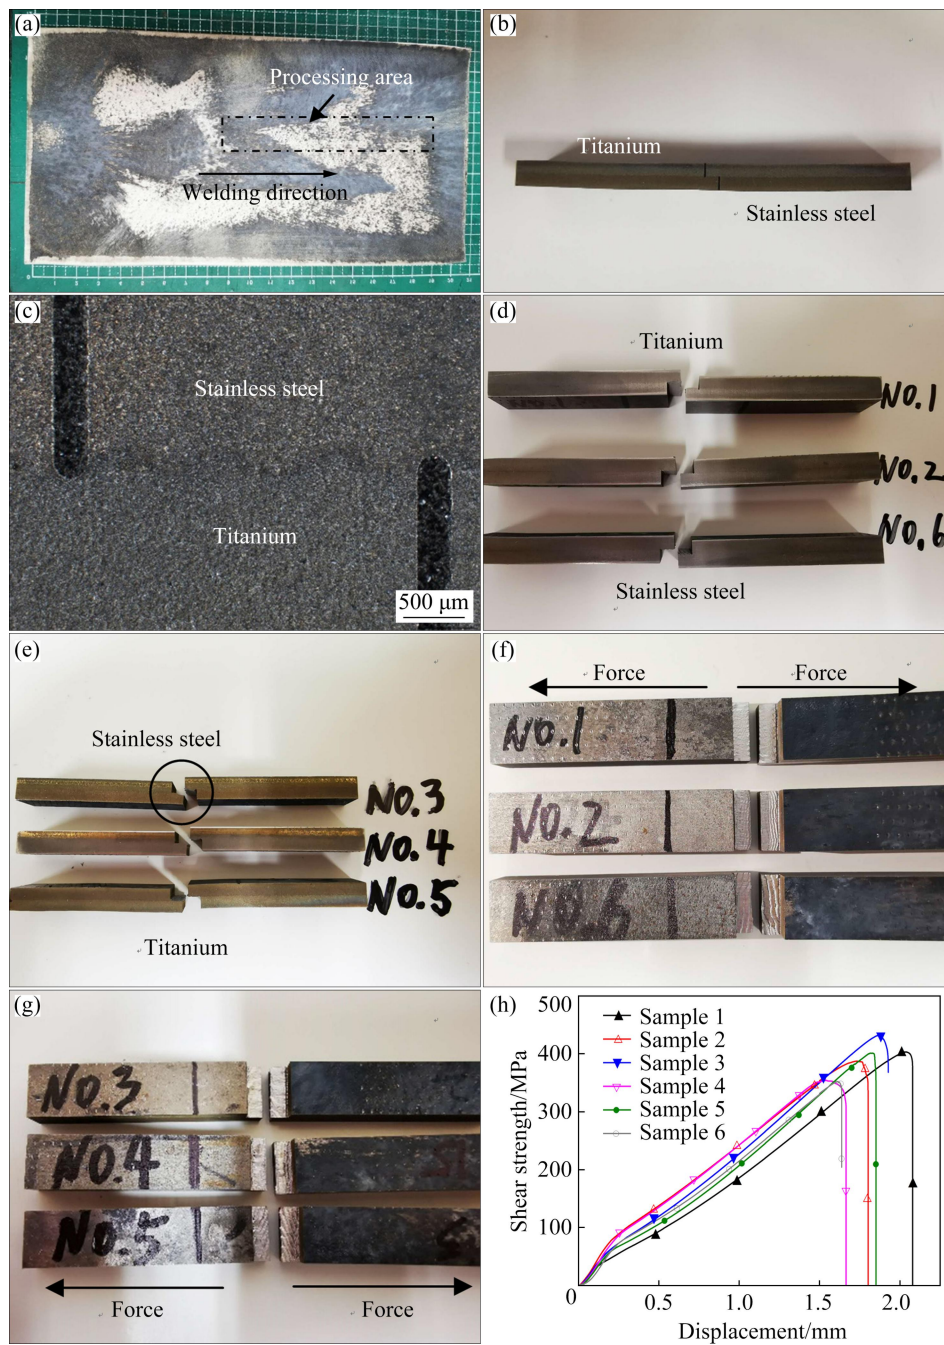 (a)
Processing area
Welding direction
(b)
Titanium
Stainless steel
(c)
Stainless steel
Titanium
500 μm
(d)
Titanium
NO.1
NO.2
NO.6
Stainless steel
(e)
Stainless steel
NO.3
NO.4
NO.5
Titanium
(f)
Force
Force
NO.1
NO.2
NO.6
(g)
NO.3
NO.4
NO.5
Force
Force
(h)
Shear strength/MPa
500
400
300
200
100
0
Sample 1
Sample 2
Sample 3
Sample 4
Sample 5
Sample 6
0.5
1.0
1.5
2.0
Displacement/mm